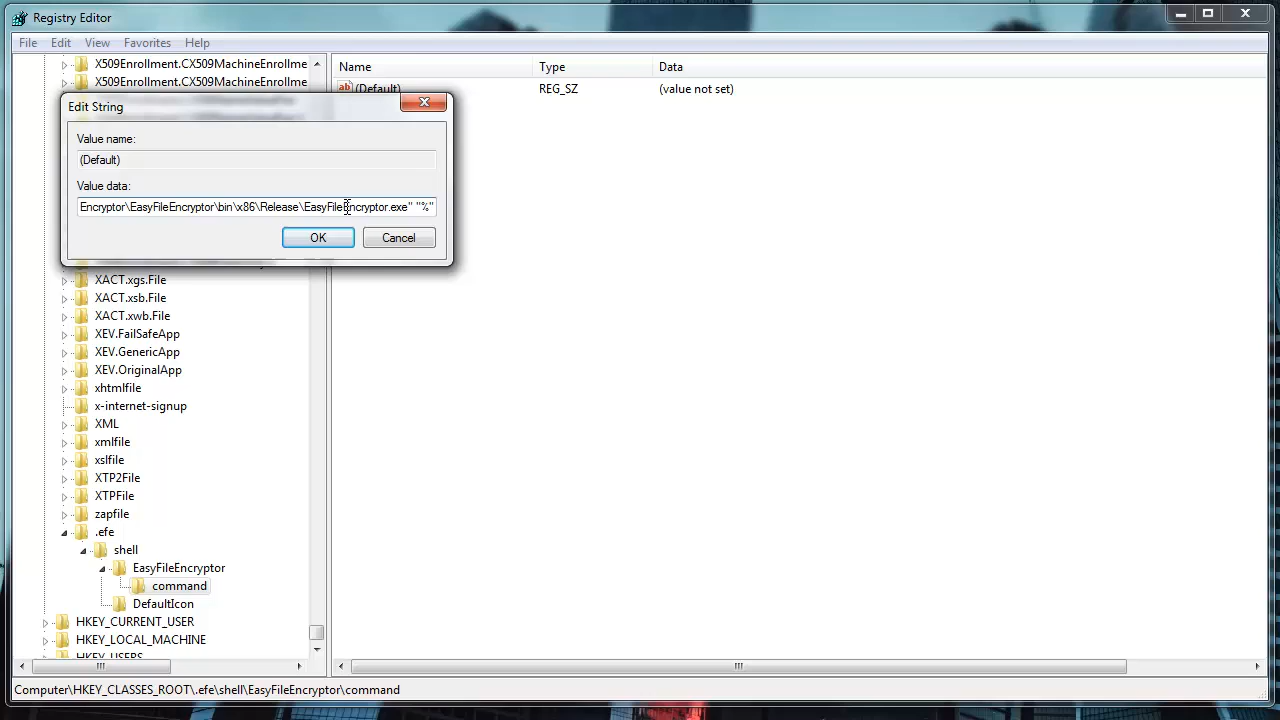 Registry Editor
File Edit View Favorites Help
X509Enrollment.CX509MachineEnrollme
X509Enrollment.CX509MachineEnrollme
Name Type Data
(Default) REG_SZ (value not set)
Edit String
Value name:
(Default)
Value data:
Encryptor\EasyFileEncryptor\bin\x86\Release\EasyFileEncryptor.exe" "%"
OK Cancel
XACT.xgs.File
XACT.xsb.File
XACT.xwb.File
XEV.FailSafeApp
XEV.GenericApp
XEV.OriginalApp
xhtmlfile
x-internet-signup
XML
xmlfile
xslfile
XTP2File
XTPFile
zapfile
.efe
shell
EasyFileEncryptor
command
DefaultIcon
HKEY_CURRENT_USER
HKEY_LOCAL_MACHINE
HKEY_USERS
Computer\HKEY_CLASSES_ROOT\.efe\shell\EasyFileEncryptor\command